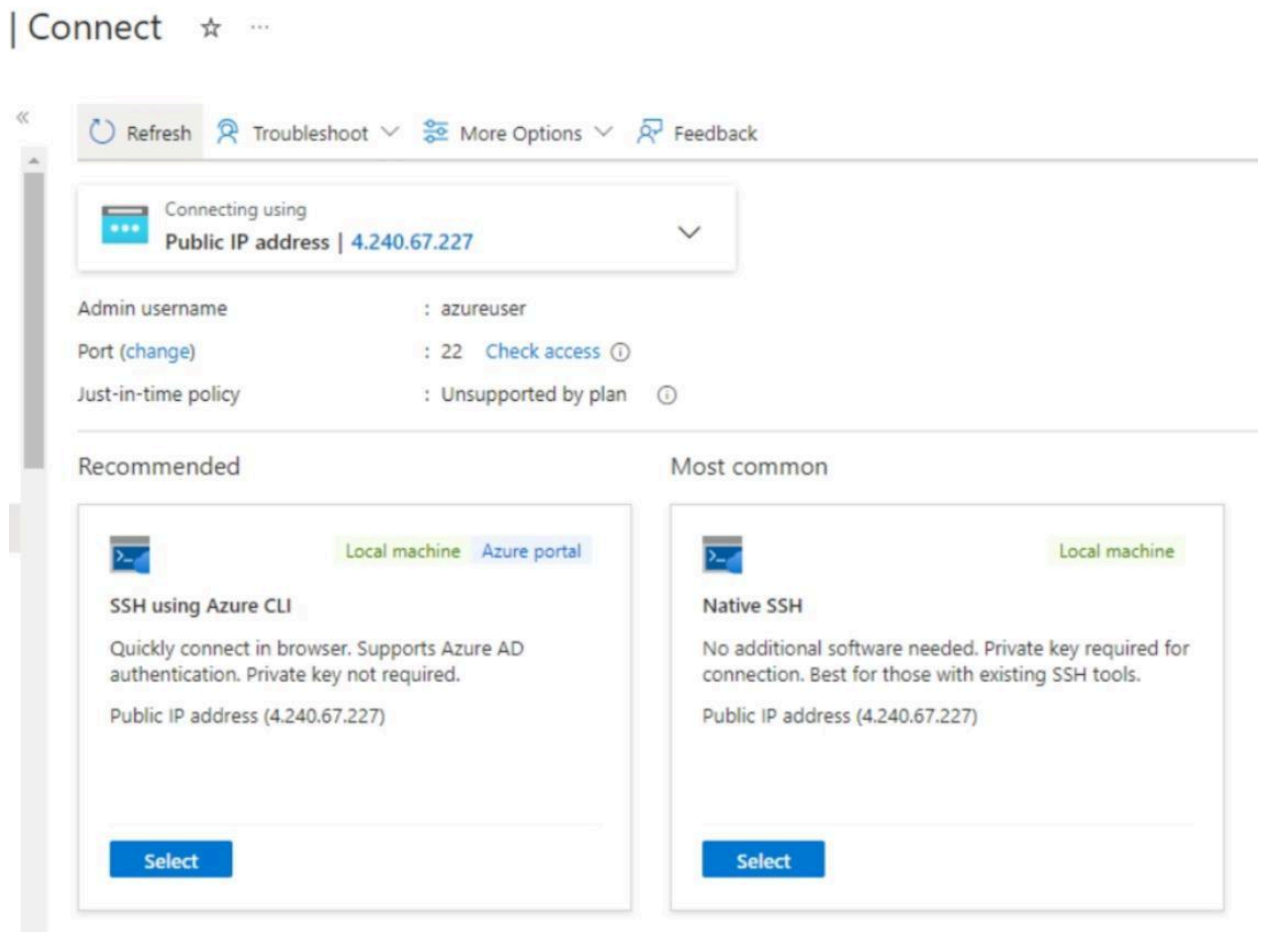 | Connect ☆ ...
«
Refresh Troubleshoot More Options Feedback
Connecting using
Public IP address | 4.240.67.227
Admin username : azureuser
Port (change) : 22 Check access
Just-in-time policy : Unsupported by plan
Recommended
Local machine Azure portal
SSH using Azure CLI
Quickly connect in browser. Supports Azure AD
authentication. Private key not required.
Public IP address (4.240.67.227)
Select
Most common
Local machine
Native SSH
No additional software needed. Private key required for
connection. Best for those with existing SSH tools.
Public IP address (4.240.67.227)
Select